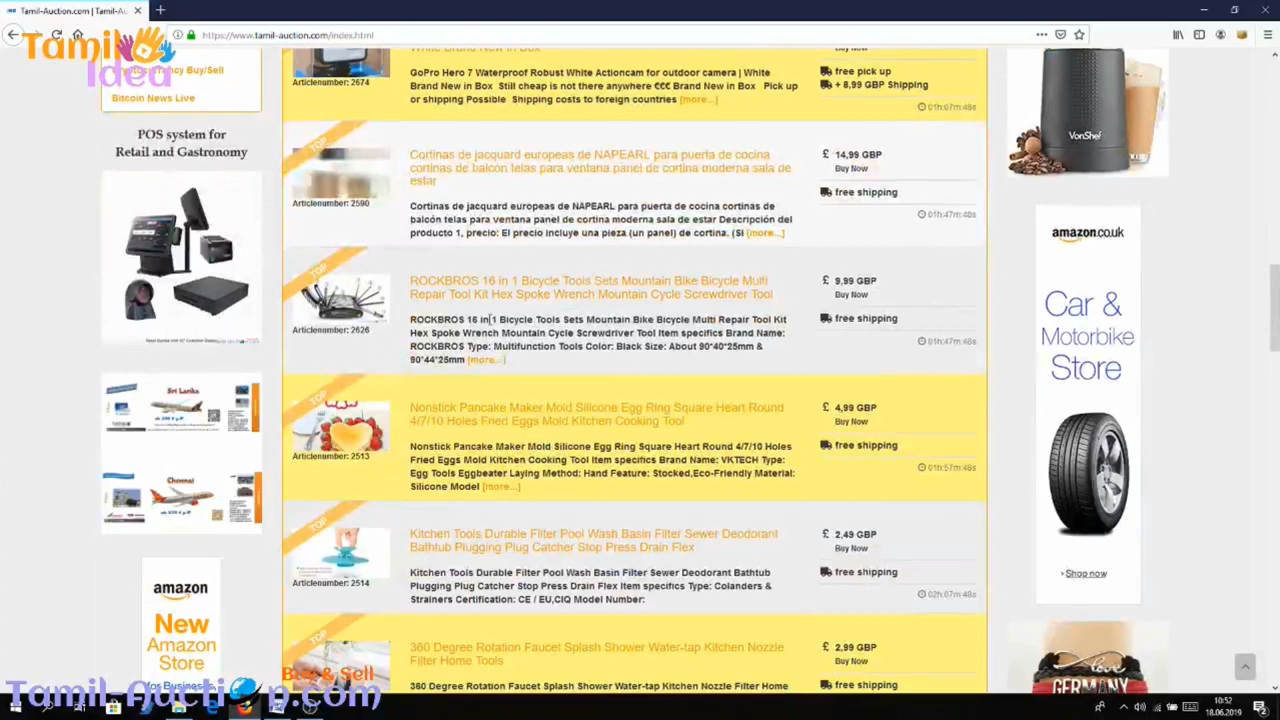 Tamil-Auction.com | Tamil-Au
https://www.tamil-auction.com/index.html
Tamil
Idea
Buy/Sell
Bitcoin News Live
POS system for
Retail and Gastronomy
Sri Lanka
Chennai
amazon
New
Amazon
Store
for Business
White Brand New in Box
Articlenumber: 2674
GoPro Hero 7 Waterproof Robust White Actioncam for outdoor camera | White
Brand New in Box Still cheap is not there anywhere €€€ Brand new in Box Pick up
or shipping Possible Shipping costs to foreign countries [more...]
Buy Now
free pick up
+ 8,99 GBP Shipping
01h:07m:48s
TOP
Articlenumber: 2590
Cortinas de jacquard europeas de NAPEARL para puerta de cocina
cortinas de balcón telas para ventana panel de cortina moderna sala de
estar
Cortinas de jacquard europeas de NAPEARL para puerta de cocina cortinas de
balcón telas para ventana panel de cortina moderna sala de estar Descripción del
producto 1, precio: El precio incluye una pieza (un panel) de cortina. (Si [more...]
£ 14,99 GBP
Buy Now
free shipping
01h:47m:48s
TOP
Articlenumber: 2626
ROCKBROS 16 in 1 Bicycle Tools Sets Mountain Bike Bicycle Multi
Repair Tool Kit Hex Spoke Wrench Mountain Cycle Screwdriver Tool
ROCKBROS 16 in 1 Bicycle Tools Sets Mountain Bike Bicycle Multi Repair Tool Kit
Hex Spoke Wrench Mountain Cycle Screwdriver Tool Item specifics Brand Name:
ROCKBROS Type: Multifunction Tools Color: Black Size: About 90*40*25mm &
90*44*25mm [more...]
£ 9,99 GBP
Buy Now
free shipping
01h:47m:48s
TOP
Articlenumber: 2513
Nonstick Pancake Maker Mold Silicone Egg Ring Square Heart Round
4/7/10 Holes Fried Eggs Mold Kitchen Cooking Tool
Nonstick Pancake Maker Mold Silicone Egg Ring Square Heart Round 4/7/10 Holes
Fried Eggs Mold Kitchen Cooking Tool Item specifics Brand Name: VKTECH Type:
Egg Tools Eggbeater Laying Method: Hand Feature: Stocked,Eco-Friendly Material:
Silicone Model [more...]
£ 4,99 GBP
Buy Now
free shipping
01h:57m:48s
TOP
Articlenumber: 2514
Kitchen Tools Durable Filter Pool Wash Basin Filter Sewer Deodorant
Bathtub Plugging Plug Catcher Stop Press Drain Flex
Kitchen Tools Durable Filter Pool Wash Basin Filter Sewer Deodorant Bathtub
Plugging Plug Catcher Stop Press Drain Flex Item specifics Type: Colanders &
Strainers Certification: CE / EU,CIQ Model Number:
£ 2,49 GBP
Buy Now
free shipping
02h:07m:48s
TOP
360 Degree Rotation Faucet Splash Shower Water-tap Kitchen Nozzle
Filter Home Tools
360 Degree Rotation Faucet Splash Shower Water-tap Kitchen Nozzle Filter Home
£ 2,99 GBP
Buy Now
free shipping
VonShef
amazon.co.uk
Car &
Motorbike
Store
Shop now
love
GERMANY
Buy & Sell
Tamil-Auction.com
10:52
18.06.2019
2